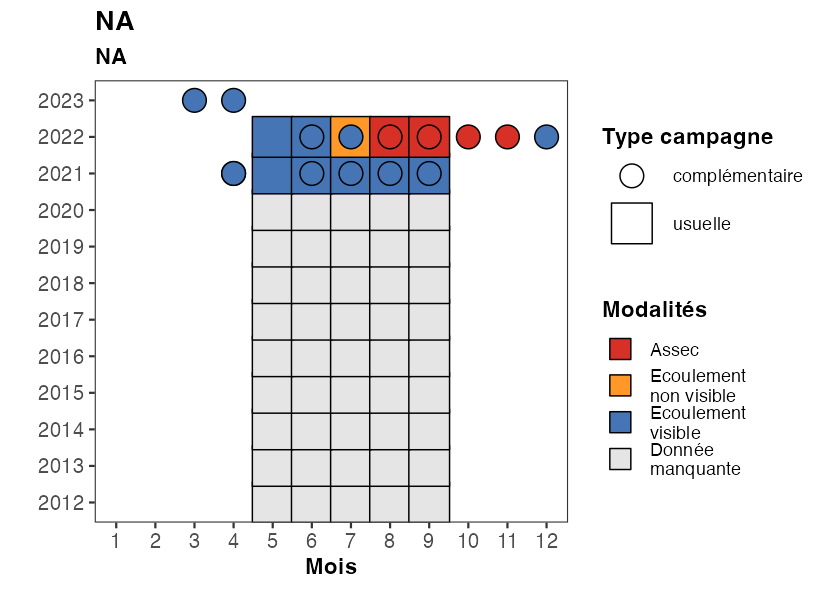 NA
NA
2023
2022
2021
2020
2019
2018
2017
2016
2015
2014
2013
2012
1 2 3 4 5 6 7 8 9 10 11 12
Mois
Type campagne
complémentaire
usuelle
Modalités
Assec
Ecoulement
non visible
Ecoulement
visible
Donnée
manquante